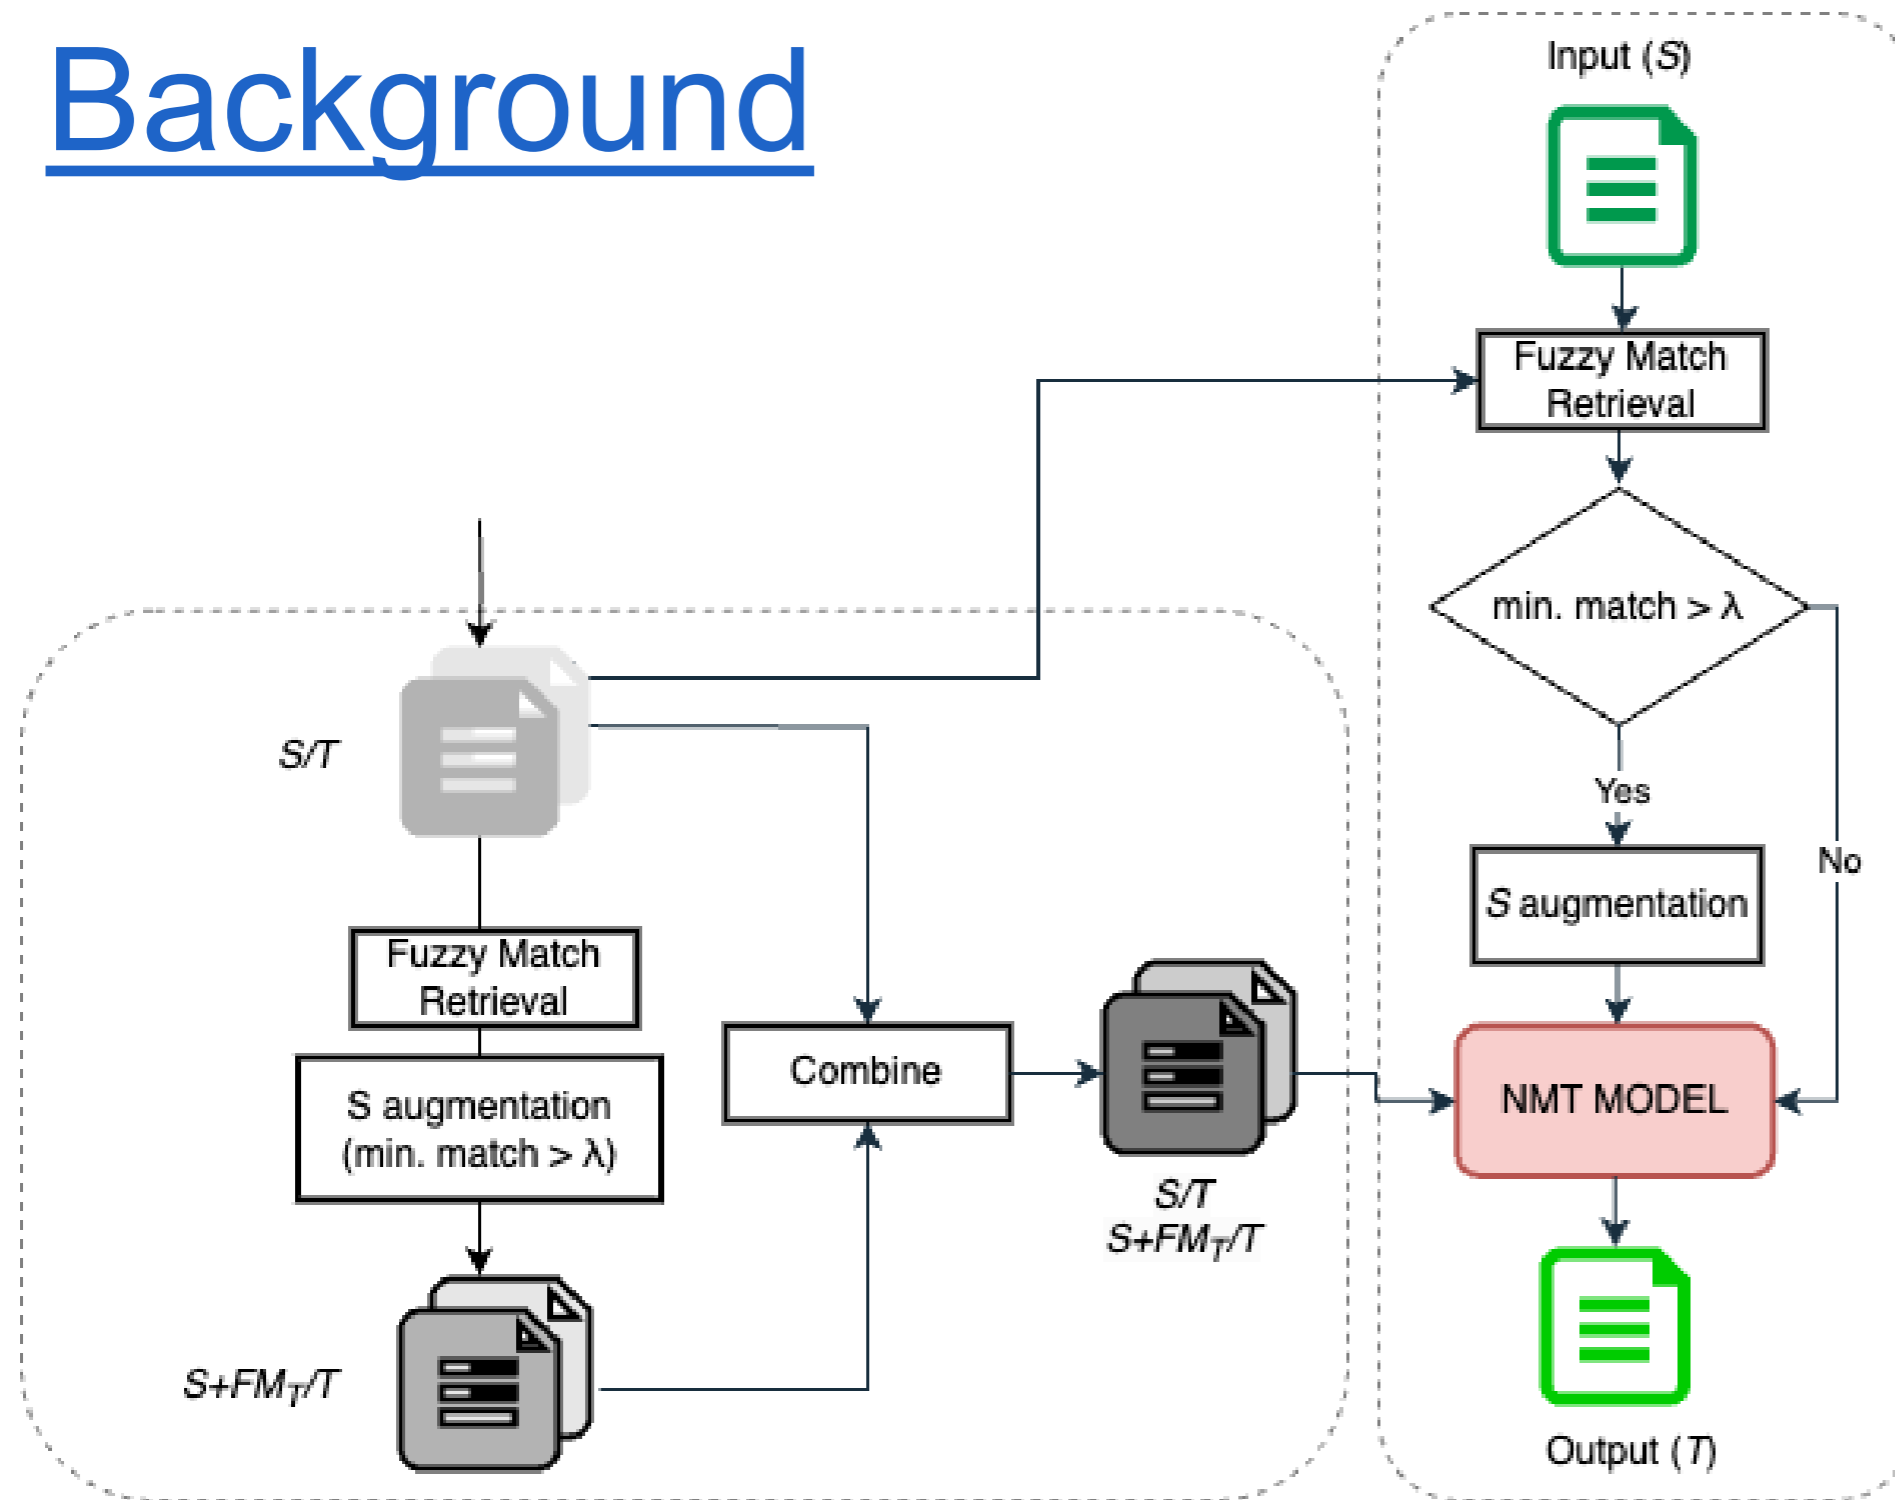 Background
Input (S)
Fuzzy Match
Retrieval
min. match > λ
Yes
No
S augmentation
NMT MODEL
Output (T)
S/T
Fuzzy Match
Retrieval
S augmentation
(min. match > λ)
S+FM_T/T
Combine
S/T
S+FM_T/T